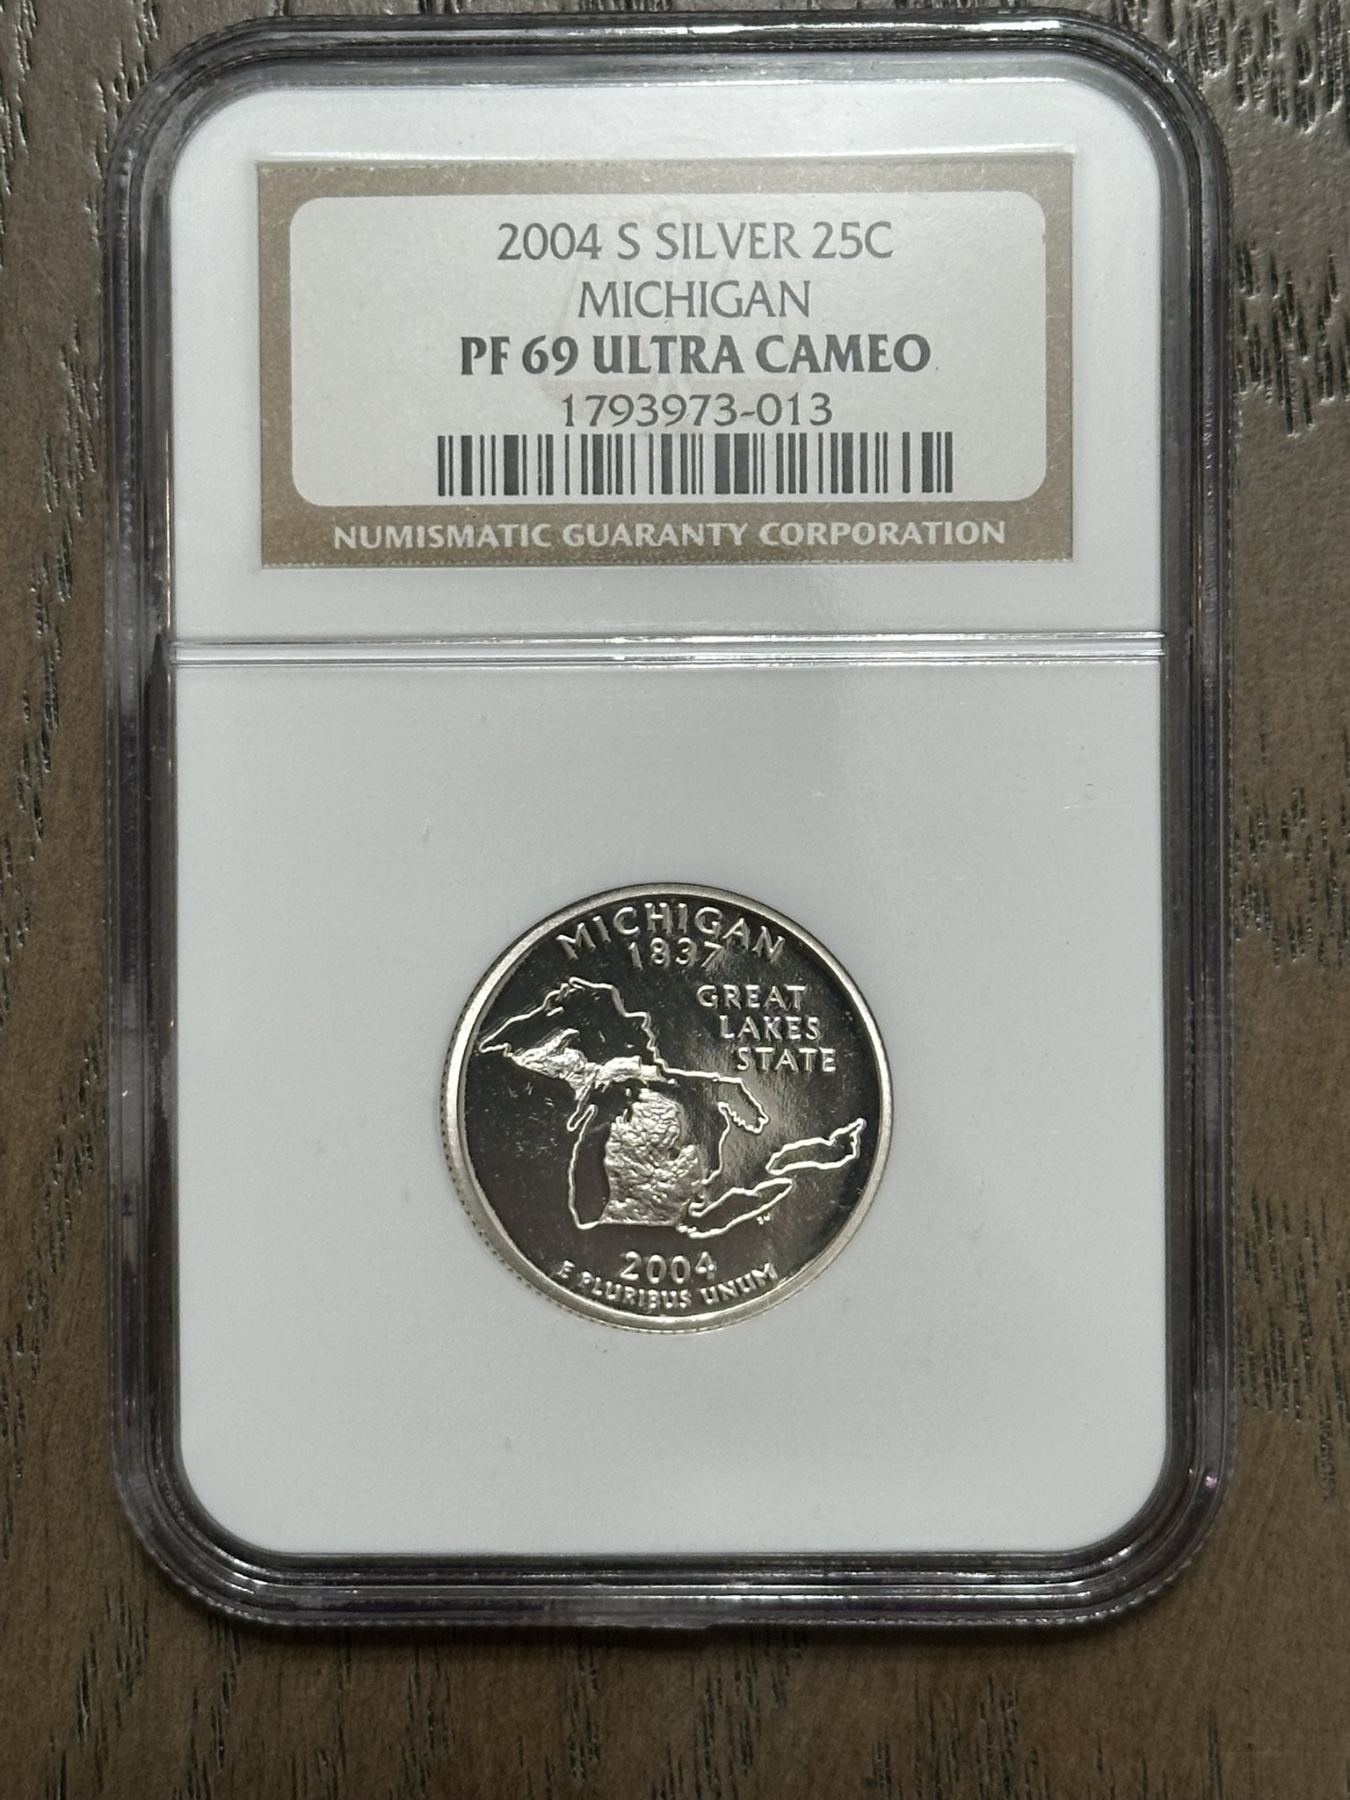 2004 S SILVER 25C
MICHIGAN
PF 69 ULTRA CAMEO
1793973-013
NUMISMATIC GUARANTY CORPORATION
MICHIGAN
1837
GREAT
LAKES
STATE
2004
E PLURIBUS UNUM